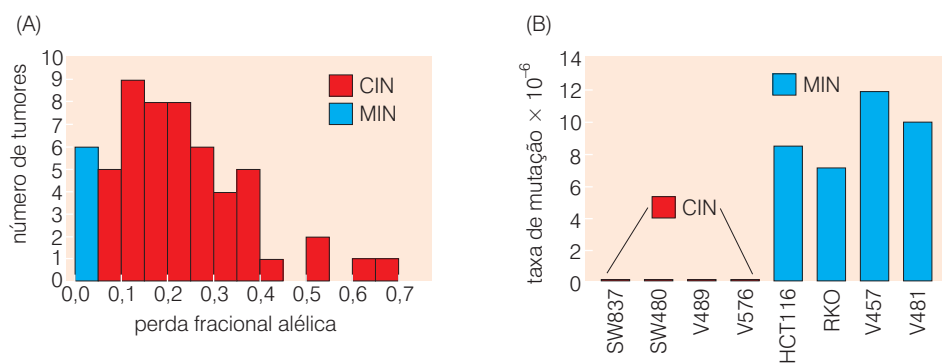 (A)
número de tumores
10
9
8
7
6
5
4
3
2
1
0
0,0
0,1
0,2
0,3
0,4
0,5
0,6
0,7
perda fracional alélica
CIN
MIN
(B)
taxa de mutação × 10⁻⁶
14
12
10
8
6
4
2
0
MIN
CIN
SW837
SW480
V489
V576
HCT116
RKO
V457
V481